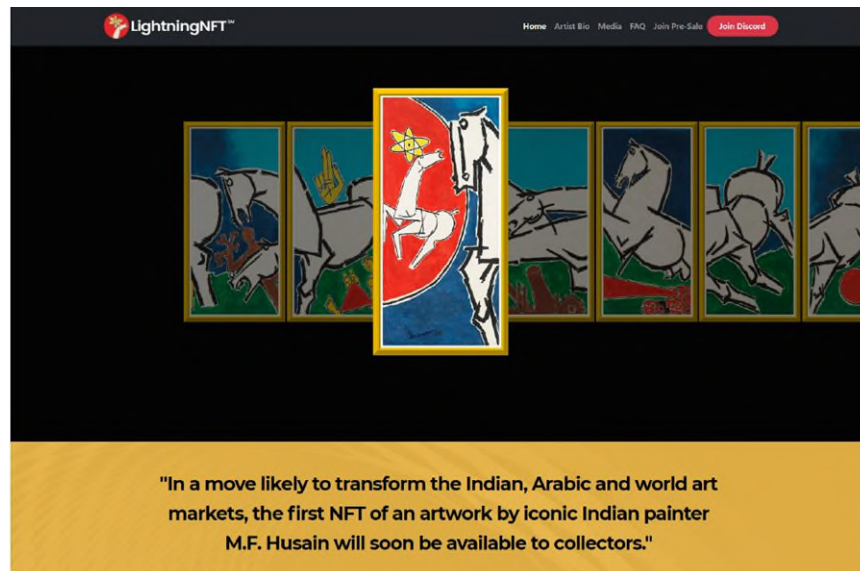 LightningNFT™
Home Artist Bio Media FAQ Join Pre-Sale Join Discord
"In a move likely to transform the Indian, Arabic and world art
markets, the first NFT of an artwork by iconic Indian painter
M.F. Husain will soon be available to collectors."